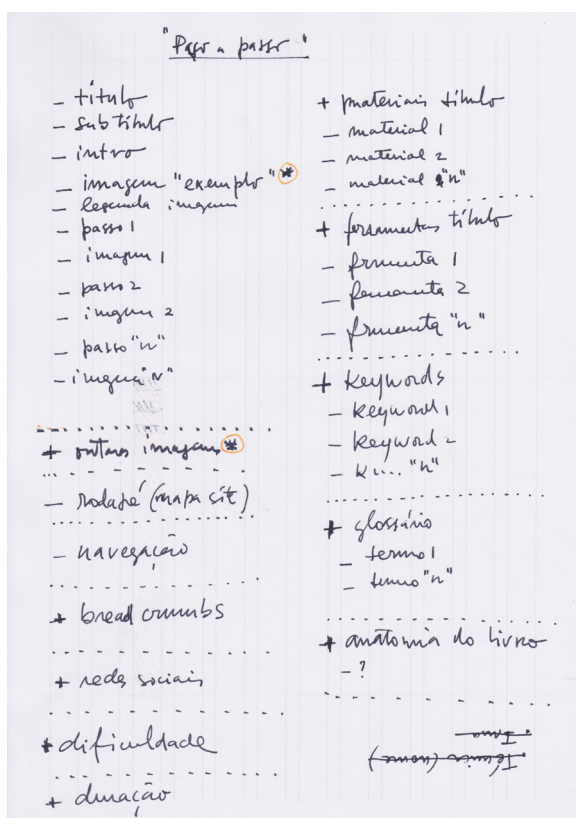 "Passo a passo"
- título
- subtítulo
- intro
- imagem "exemplo" *
- legenda imagem
- passo 1
- imagem 1
- passo 2
- imagem 2
- passo "n"
- imagem "n"
+ outras imagens *
- rodapé (mapa site)
- navegação
+ bread crumbs
+ redes sociais
* dificuldade
+ duração
+ materiais título
- material 1
- material 2
- material "n"
+ ferramentas título
- ferramenta 1
- ferramenta 2
- ferramenta "n"
+ keywords
- keyword 1
- keyword 2
- k.... "n"
+ glossário
- termo 1
- termo "n"
+ anatomia do livro
- ?
Técnica (nome)